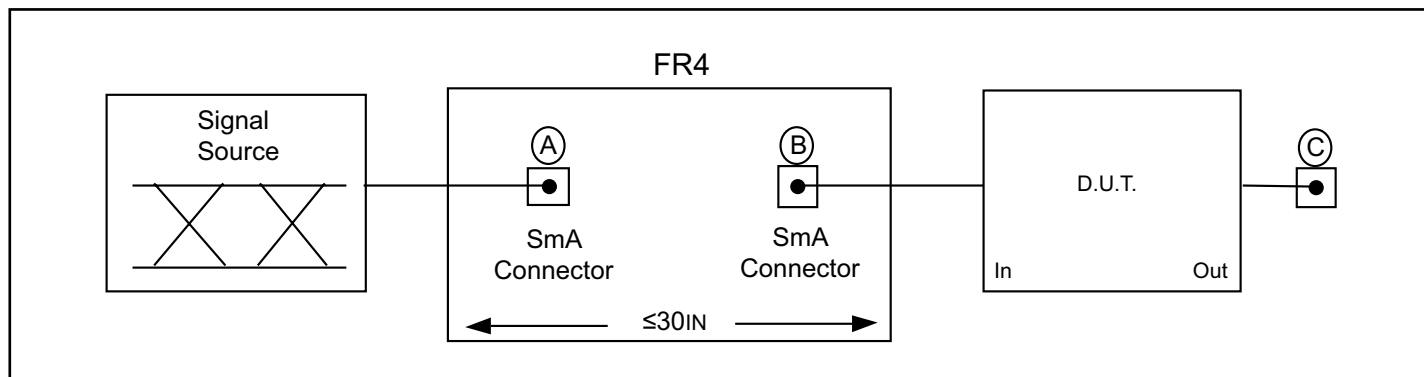 FR4
Signal
Source
A
B
C
D.U.T.
SmA
Connector
SmA
Connector
In
Out
≤30IN